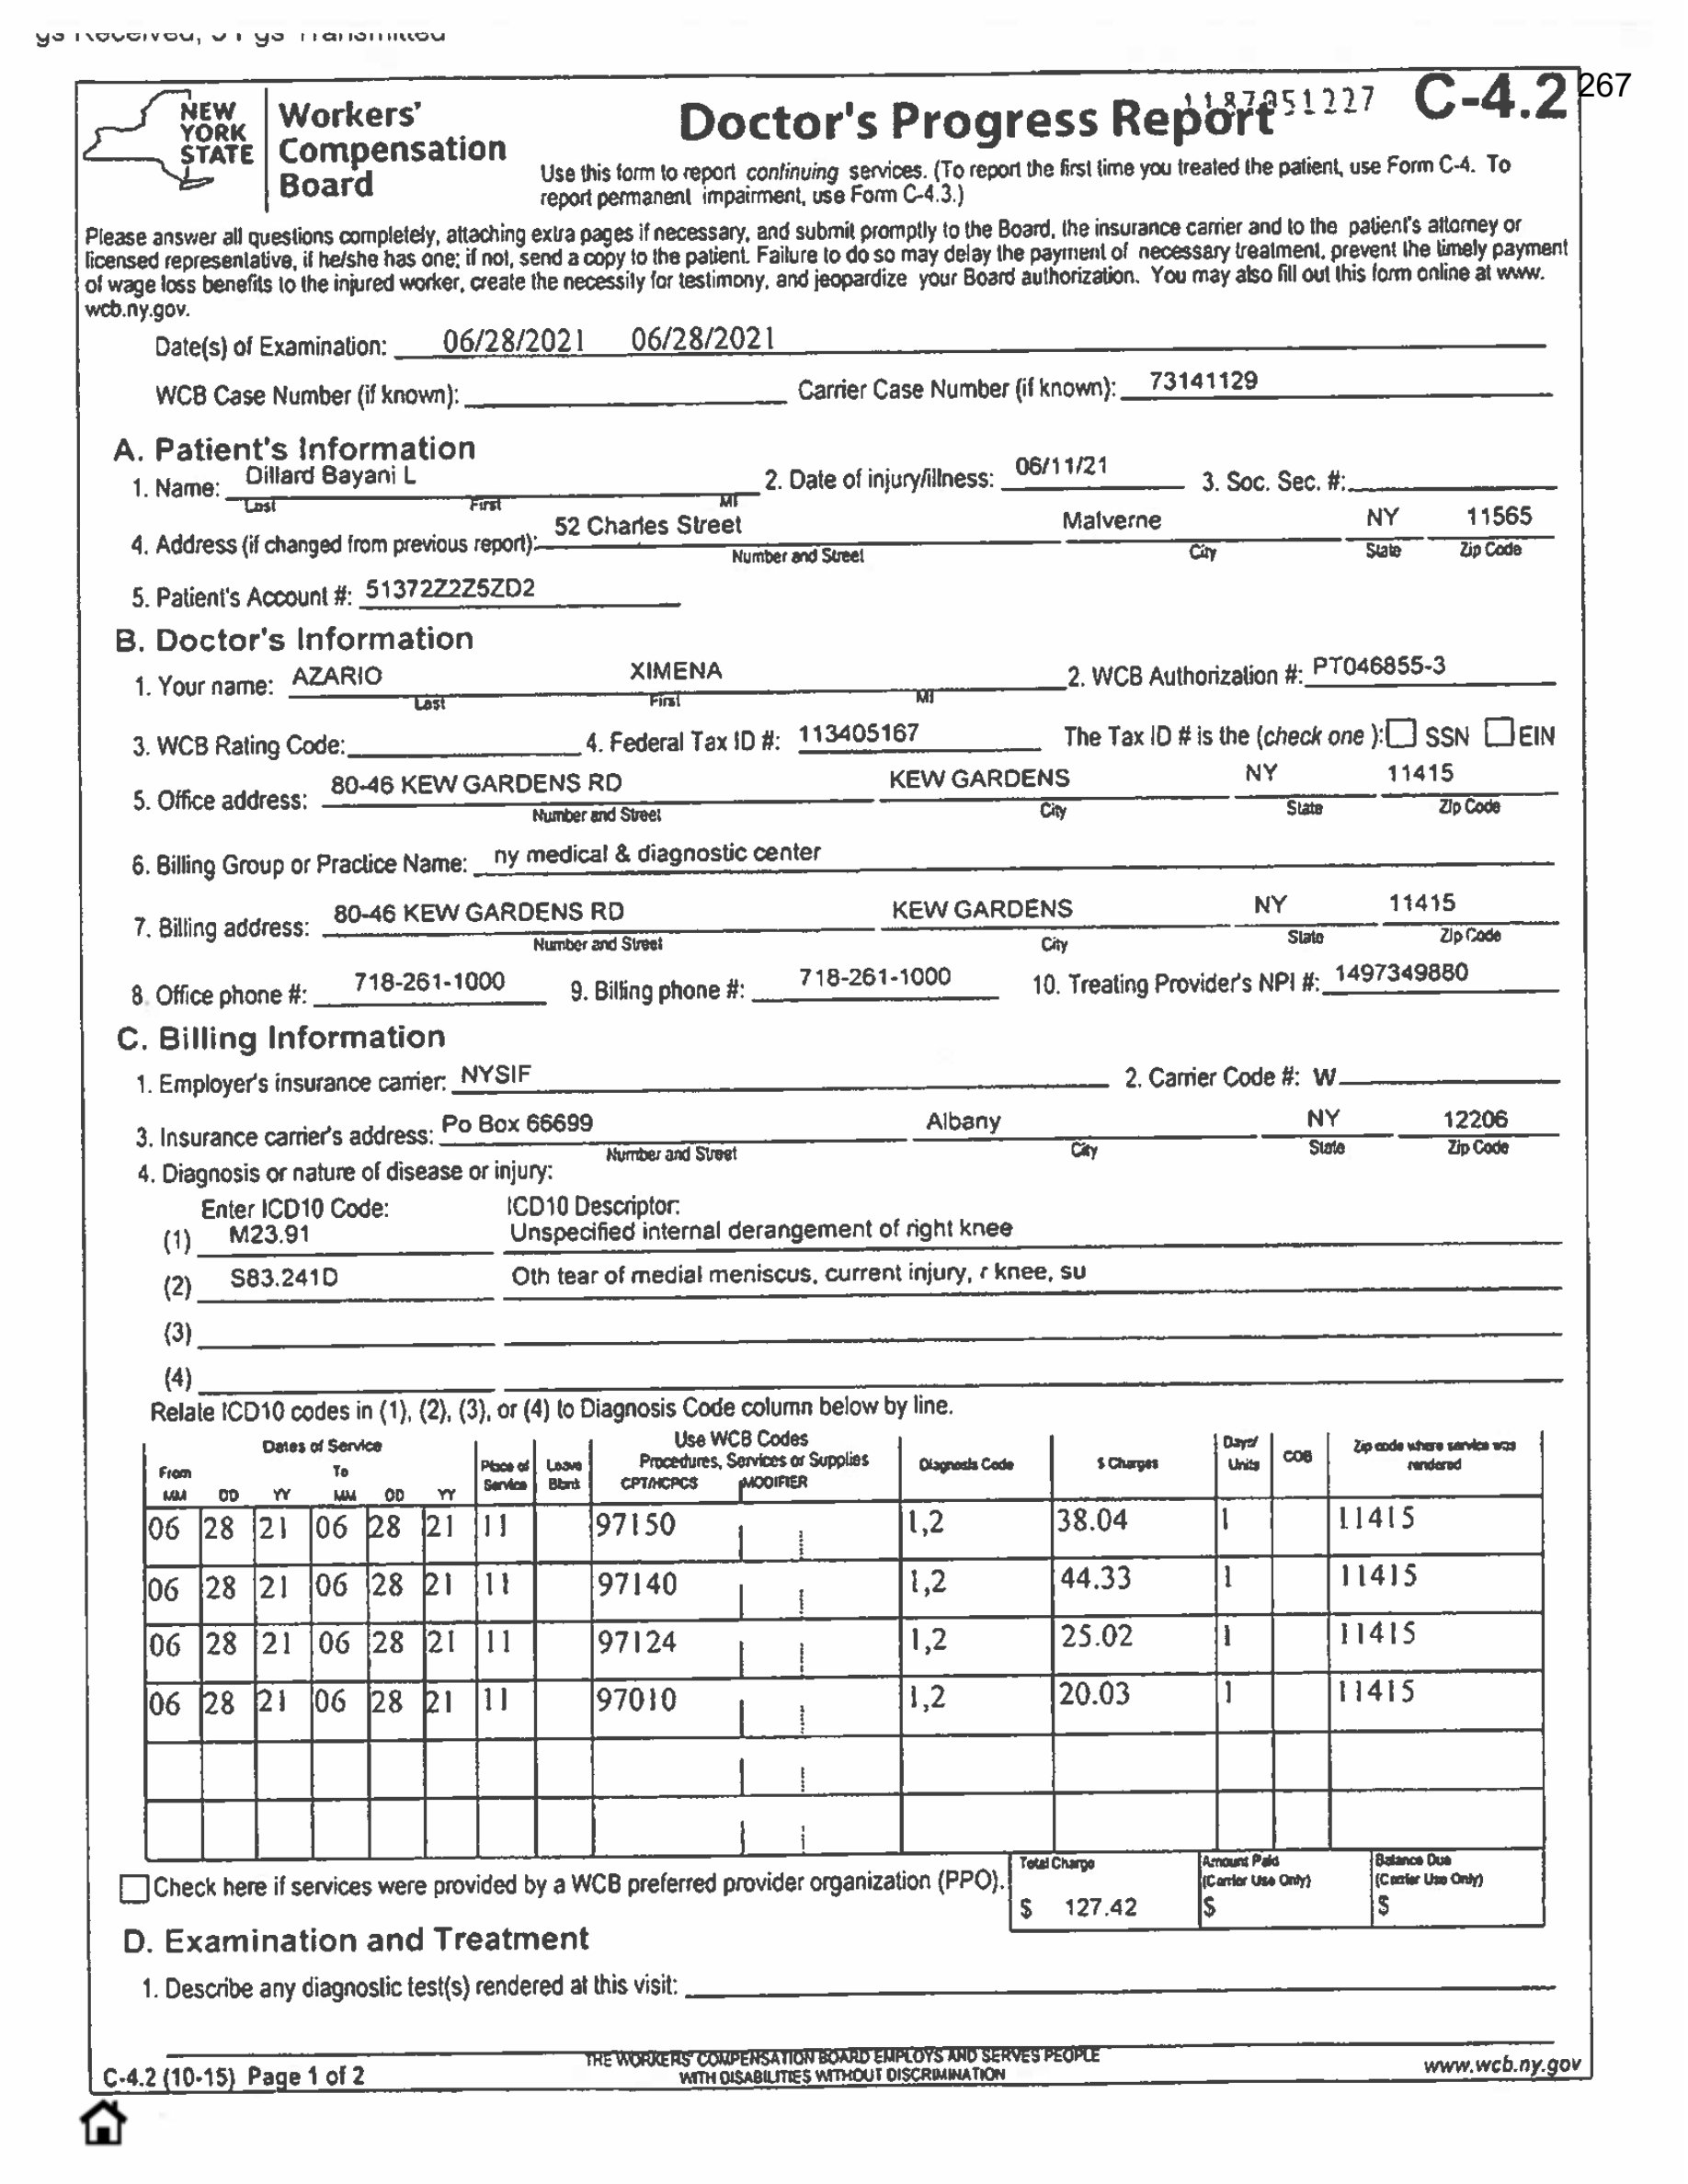 267
NEW YORK STATE
Workers' Compensation Board
Doctor's Progress Report
1187051227
C-4.2
Use this form to report continuing services. (To report the first time you treated the patient, use Form C-4. To
report permanent impairment, use Form C-4.3.)
Please answer all questions completely, attaching extra pages if necessary, and submit promptly to the Board, the insurance carrier and to the patient's attorney or
licensed representative, if he/she has one; if not, send a copy to the patient. Failure to do so may delay the payment of necessary treatment, prevent the timely payment
of wage loss benefits to the injured worker, create the necessity for testimony, and jeopardize your Board authorization. You may also fill out this form online at www.
wcb.ny.gov.
Date(s) of Examination: 06/28/2021 06/28/2021
WCB Case Number (if known): Carrier Case Number (if known): 73141129
A. Patient's Information
1. Name: Dillard Bayani L 2. Date of injury/illness: 06/11/21 3. Soc. Sec. #:
Last First MI
4. Address (if changed from previous report): 52 Charles Street Malverne NY 11565
Number and Street City State Zip Code
5. Patient's Account #: 51372Z2Z5ZD2
B. Doctor's Information
1. Your name: AZARIO XIMENA 2. WCB Authorization #: PT046855-3
Last First MI
3. WCB Rating Code: 4. Federal Tax ID #: 113405167 The Tax ID # is the (check one ): SSN EIN
5. Office address: 80-46 KEW GARDENS RD KEW GARDENS NY 11415
Number and Street City State Zip Code
6. Billing Group or Practice Name: ny medical & diagnostic center
7. Billing address: 80-46 KEW GARDENS RD KEW GARDENS NY 11415
Number and Street City State Zip Code
8. Office phone #: 718-261-1000 9. Billing phone #: 718-261-1000 10. Treating Provider's NPI #: 1497349880
C. Billing Information
1. Employer's insurance carrier: NYSIF 2. Carrier Code #: W
3. Insurance carrier's address: Po Box 66699 Albany NY 12206
Number and Street City State Zip Code
4. Diagnosis or nature of disease or injury:
Enter ICD10 Code: ICD10 Descriptor:
(1) M23.91 Unspecified internal derangement of right knee
(2) S83.241D Oth tear of medial meniscus, current injury, r knee, su
(3)
(4)
Relate ICD10 codes in (1), (2), (3), or (4) to Diagnosis Code column below by line.
Dates of Service Use WCB Codes
From To Place of Service Leave Blank Procedures, Services or Supplies Diagnosis Code $ Charges Days/ Units COB Zip code where service was rendered
MM DD YY MM DD YY CPT/HCPCS MODIFIER
06 28 21 06 28 21 11 97150 1,2 38.04 1 11415
06 28 21 06 28 21 11 97140 1,2 44.33 1 11415
06 28 21 06 28 21 11 97124 1,2 25.02 1 11415
06 28 21 06 28 21 11 97010 1,2 20.03 1 11415
Check here if services were provided by a WCB preferred provider organization (PPO).
Total Charge Amount Paid (Carrier Use Only) Balance Due (Carrier Use Only)
$ 127.42 $ $
D. Examination and Treatment
1. Describe any diagnostic test(s) rendered at this visit:
THE WORKERS' COMPENSATION BOARD EMPLOYS AND SERVES PEOPLE
WITH DISABILITIES WITHOUT DISCRIMINATION
C-4.2 (10-15) Page 1 of 2
www.wcb.ny.gov